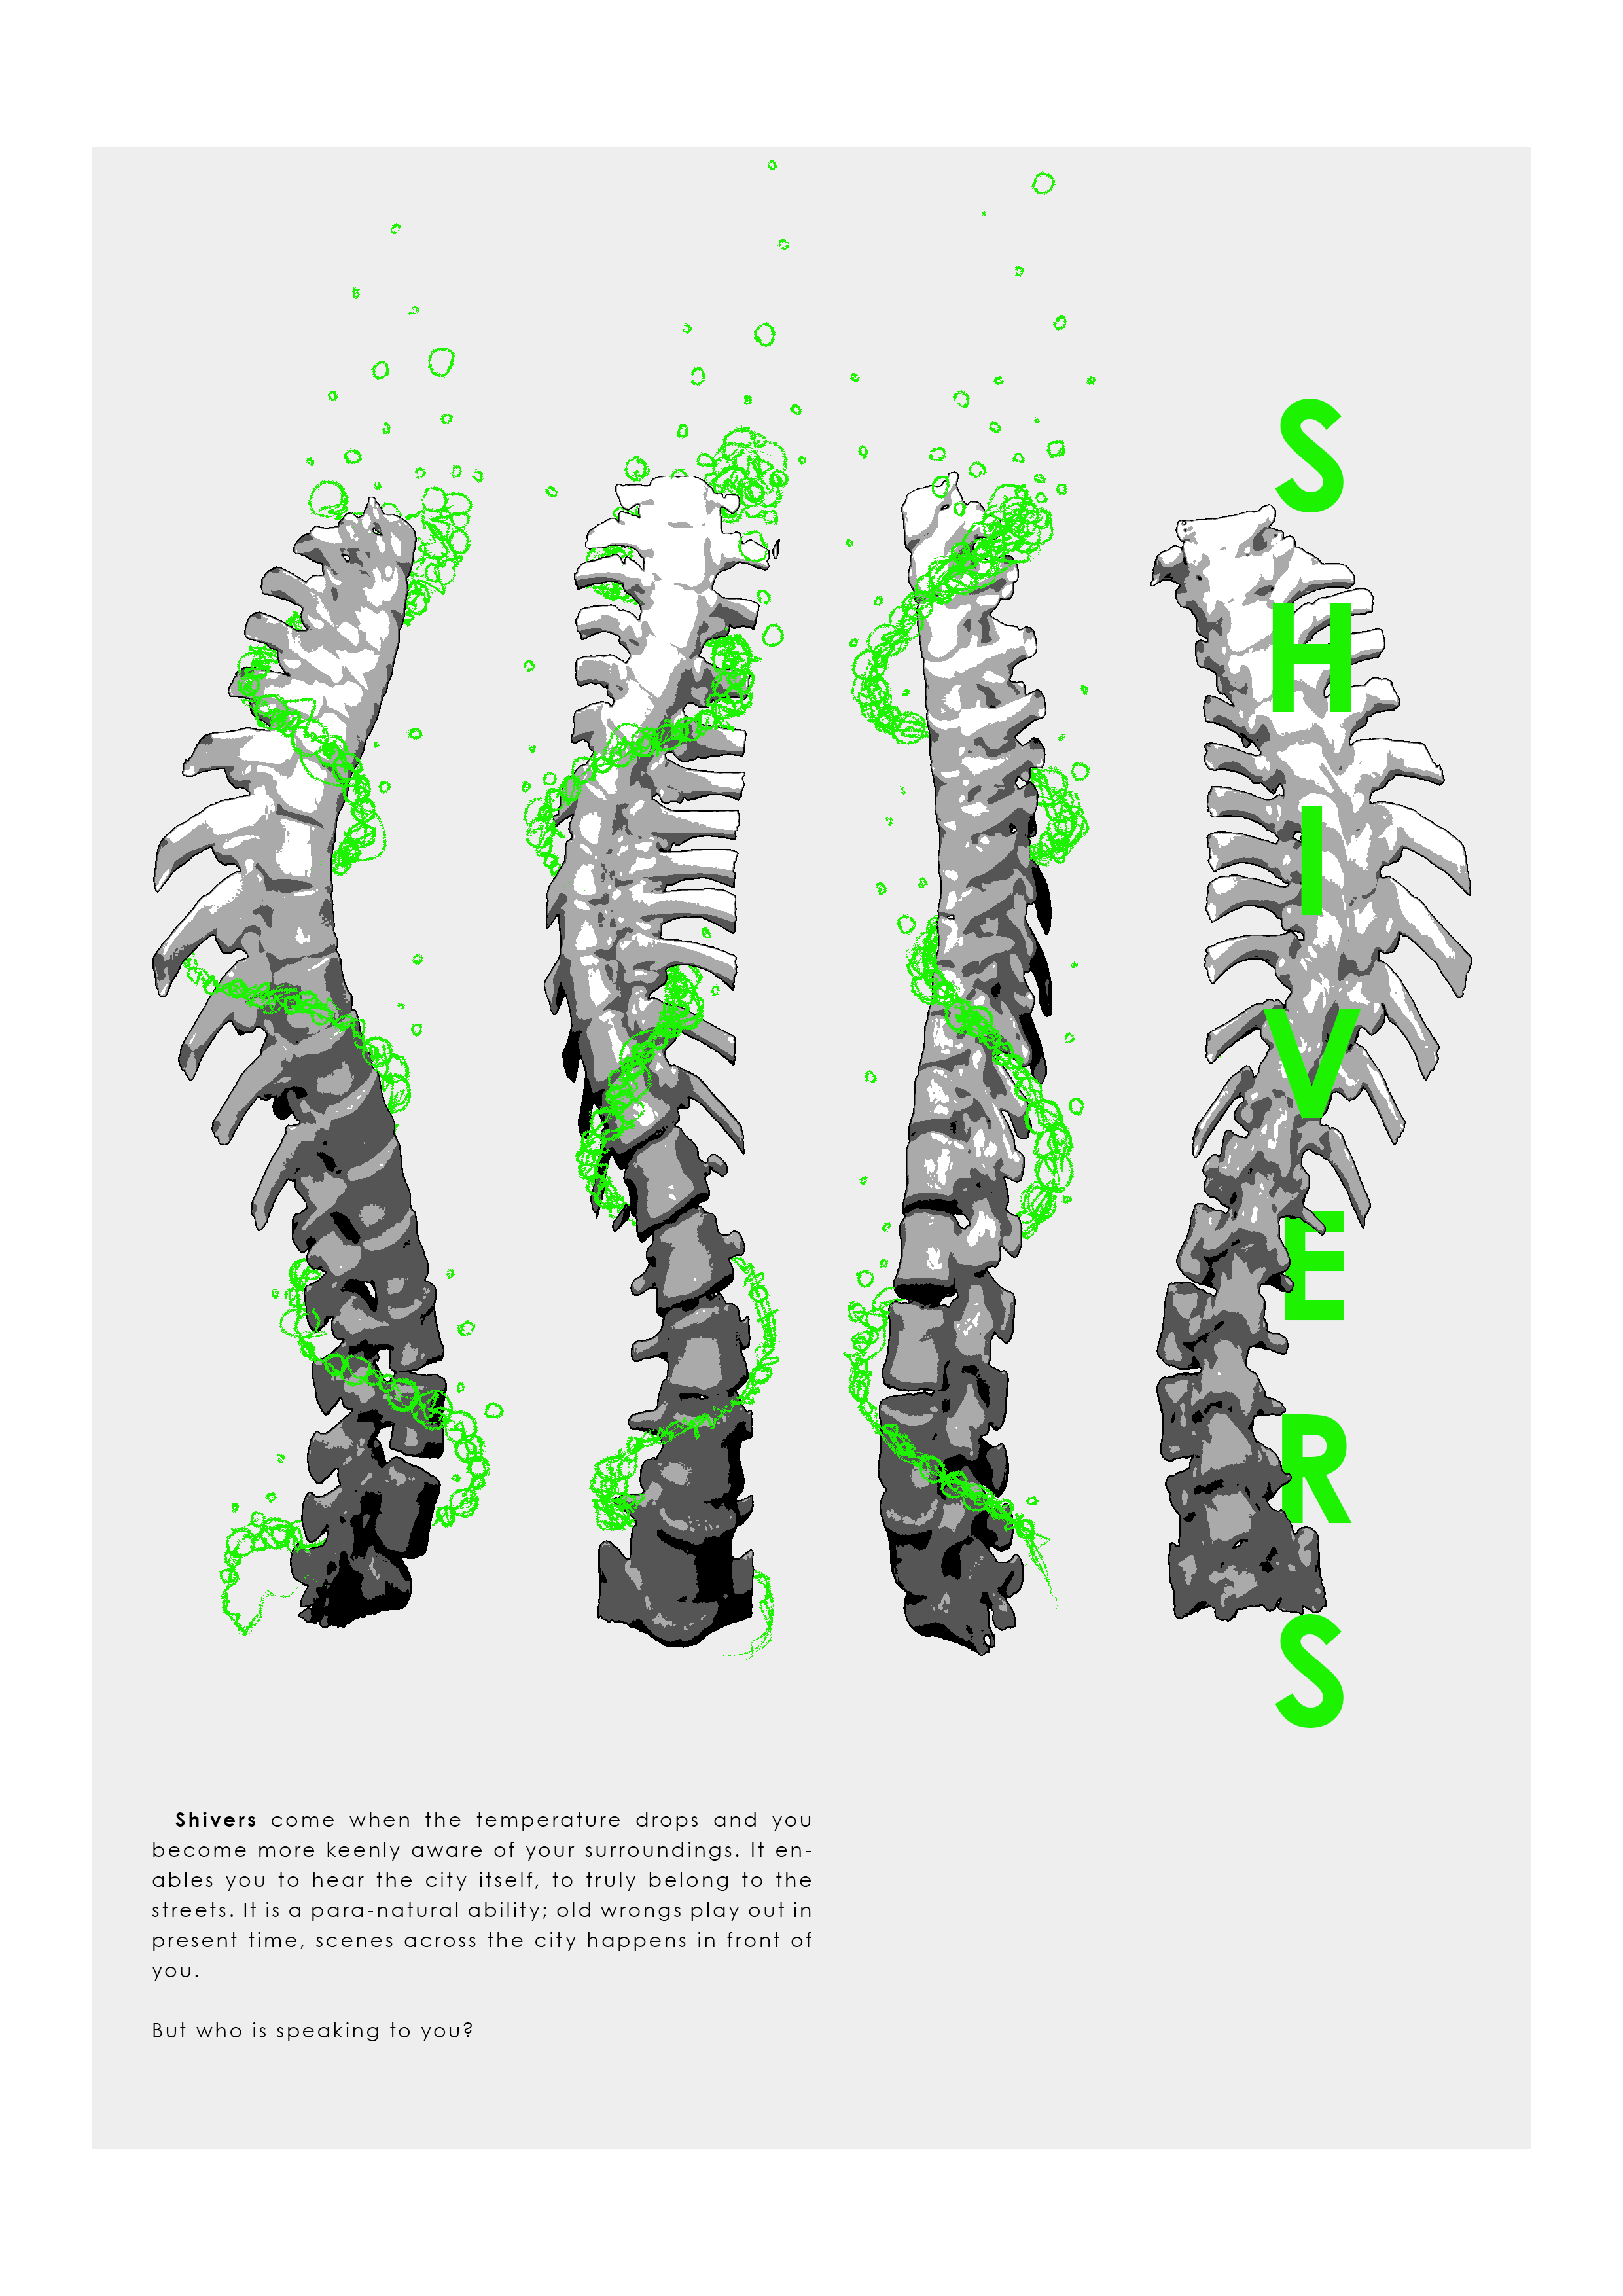 SHIVERS
Shivers come when the temperature drops and you
become more keenly aware of your surroundings. It en-
ables you to hear the city itself, to truly belong to the
streets. It is a para-natural ability; old wrongs play out in
present time, scenes across the city happens in front of
you.
But who is speaking to you?